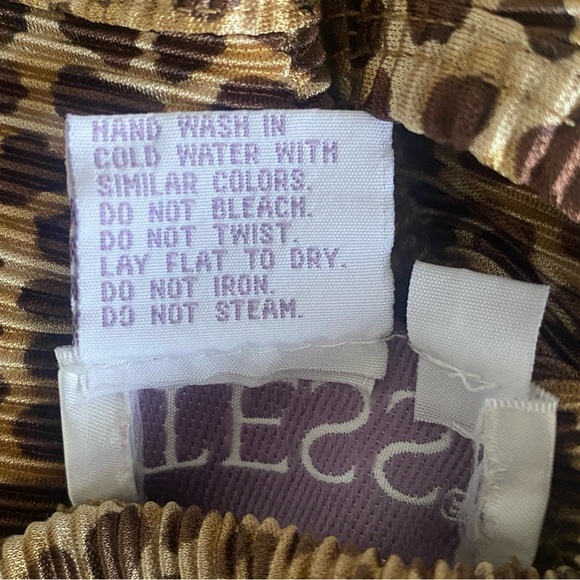 HAND WASH IN
COLD WATER WITH
SIMILAR COLORS.
DO NOT BLEACH.
DO NOT TWIST.
LAY FLAT TO DRY.
DO NOT IRON.
DO NOT STEAM.
TESS
®